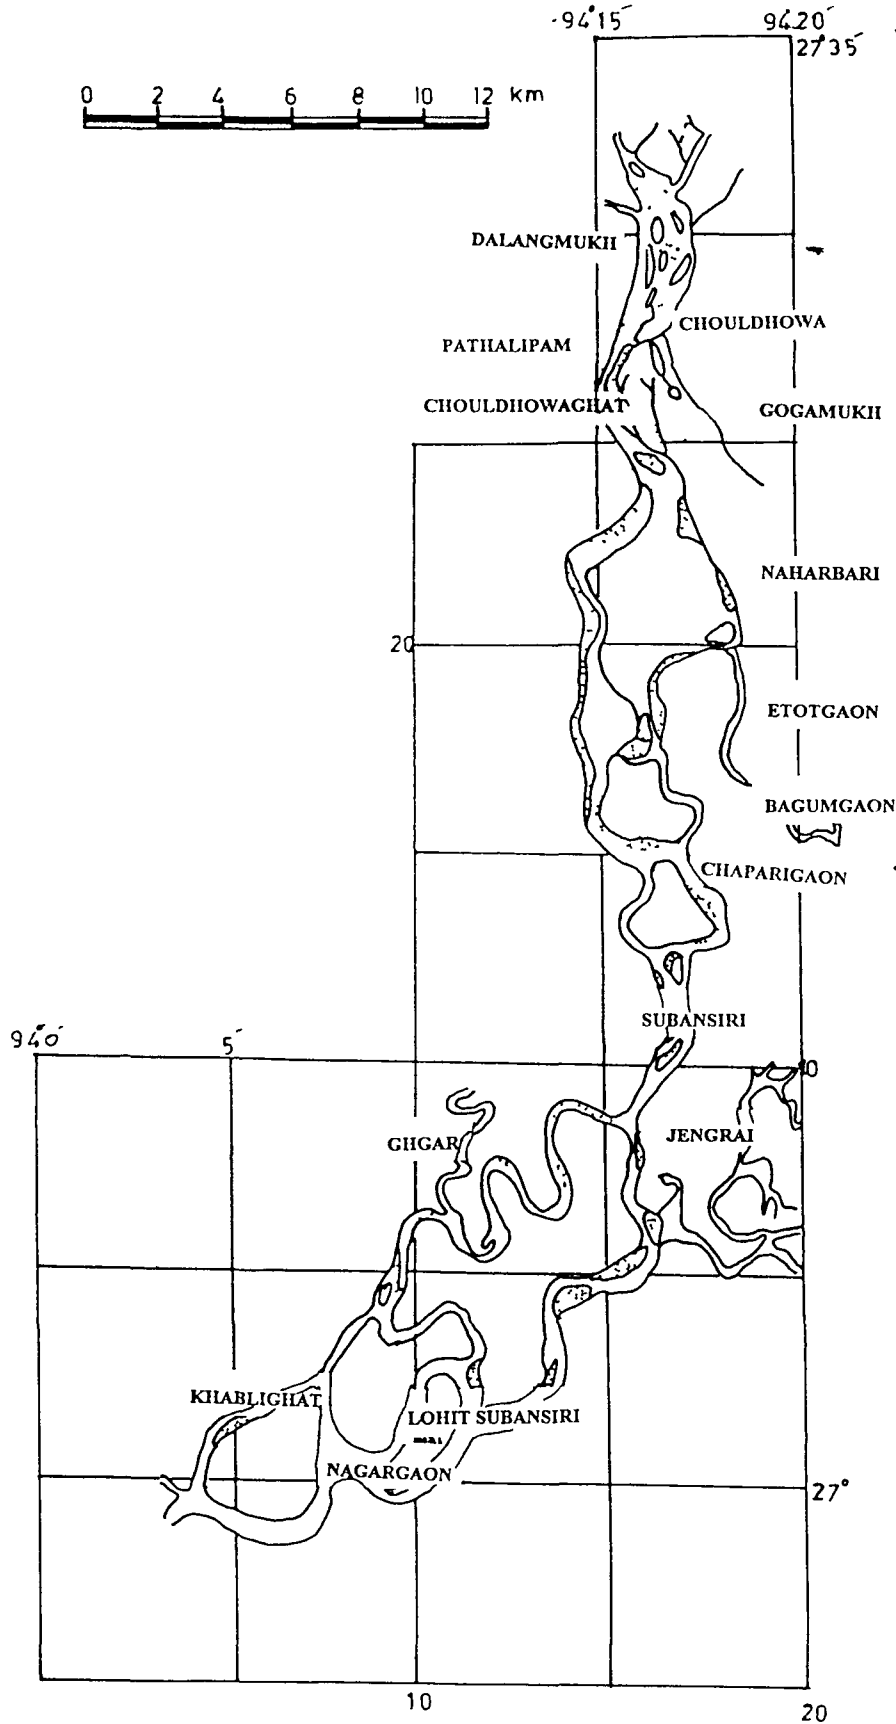 94°15′ 94°20′
27°35′
0 2 4 6 8 10 12 Km
DALANGMUKH
CHOULDHOWA
PATHALIPAM
CHOULDHOWAGHAT
GOGAMUKH
NAHARBARI
20
ETOTGAON
BAGUMGAON
CHAPARIGAON
SUBANSIRI
94°0′ 5′
10
JENGRAI
GHGAR
KHABLIGHAT
LOHIT SUBANSIRI
NAGARGAON
27°
10
20